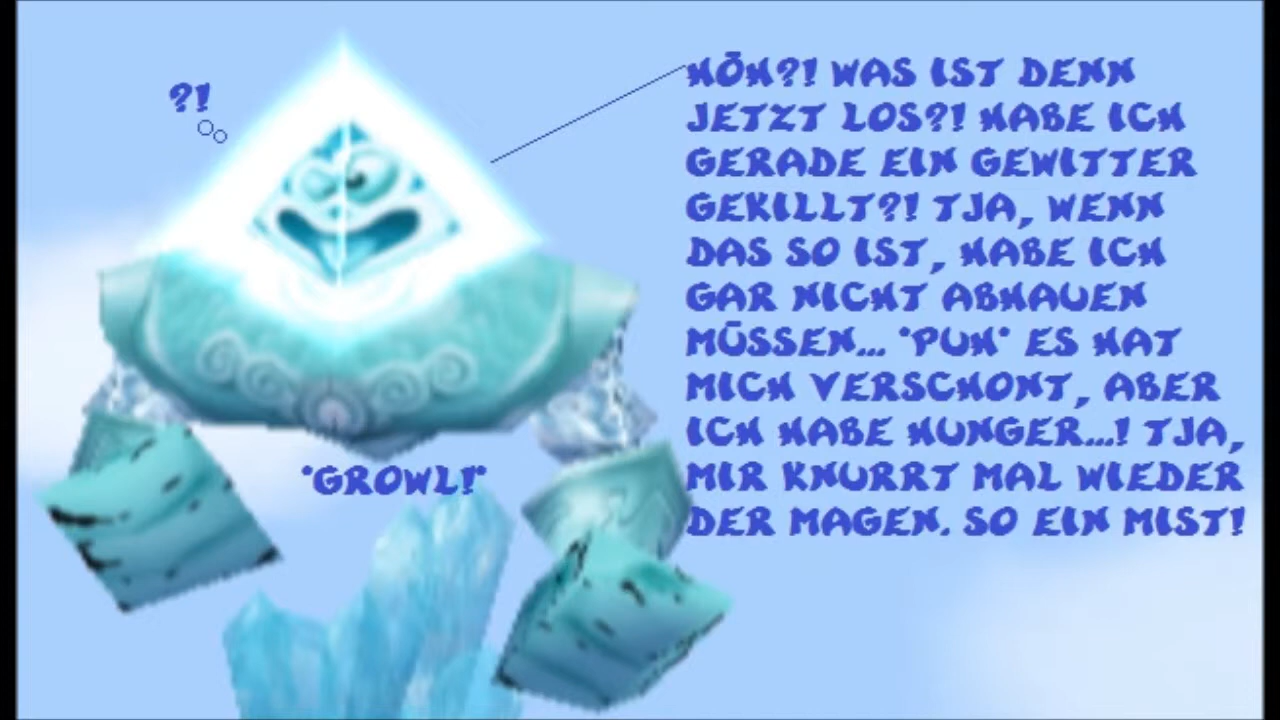 ?!
HÖH?! WAS IST DENN
JETZT LOS?! HABE ICH
GERADE EIN GEWITTER
GEKILLT?! TJA, WENN
DAS SO IST, HABE ICH
GAR NICHT ABHAUEN
MÜSSEN... *PUH* ES HAT
MICH VERSCHONT, ABER
ICH HABE HUNGER...! TJA,
MIR KNURRT MAL WIEDER
DER MAGEN. SO EIN MIST!
*GROWL!*